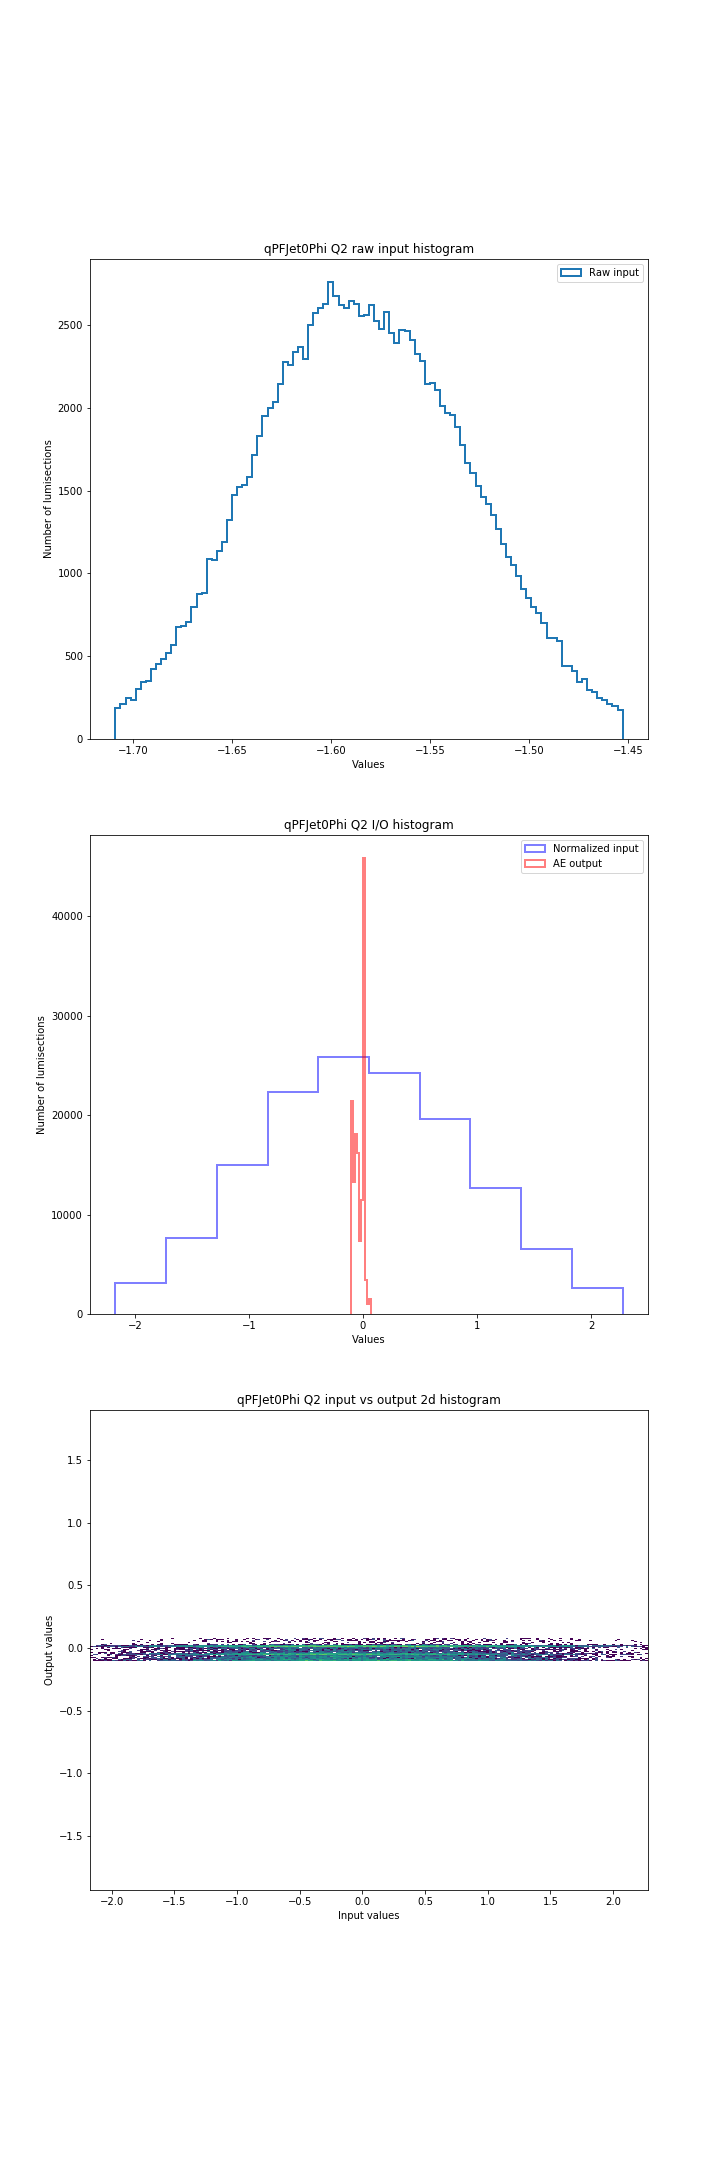 qPFJet0Phi Q2 raw input histogram
Raw input
2500
2000
1500
1000
500
0
Number of lumisections
−1.70 −1.65 −1.60 −1.55 −1.50 −1.45
Values
qPFJet0Phi Q2 I/O histogram
Normalized input
AE output
40000
30000
20000
10000
0
Number of lumisections
−2 −1 0 1 2
Values
qPFJet0Phi Q2 input vs output 2d histogram
1.5
1.0
0.5
0.0
−0.5
−1.0
−1.5
Output values
−2.0 −1.5 −1.0 −0.5 0.0 0.5 1.0 1.5 2.0
Input values